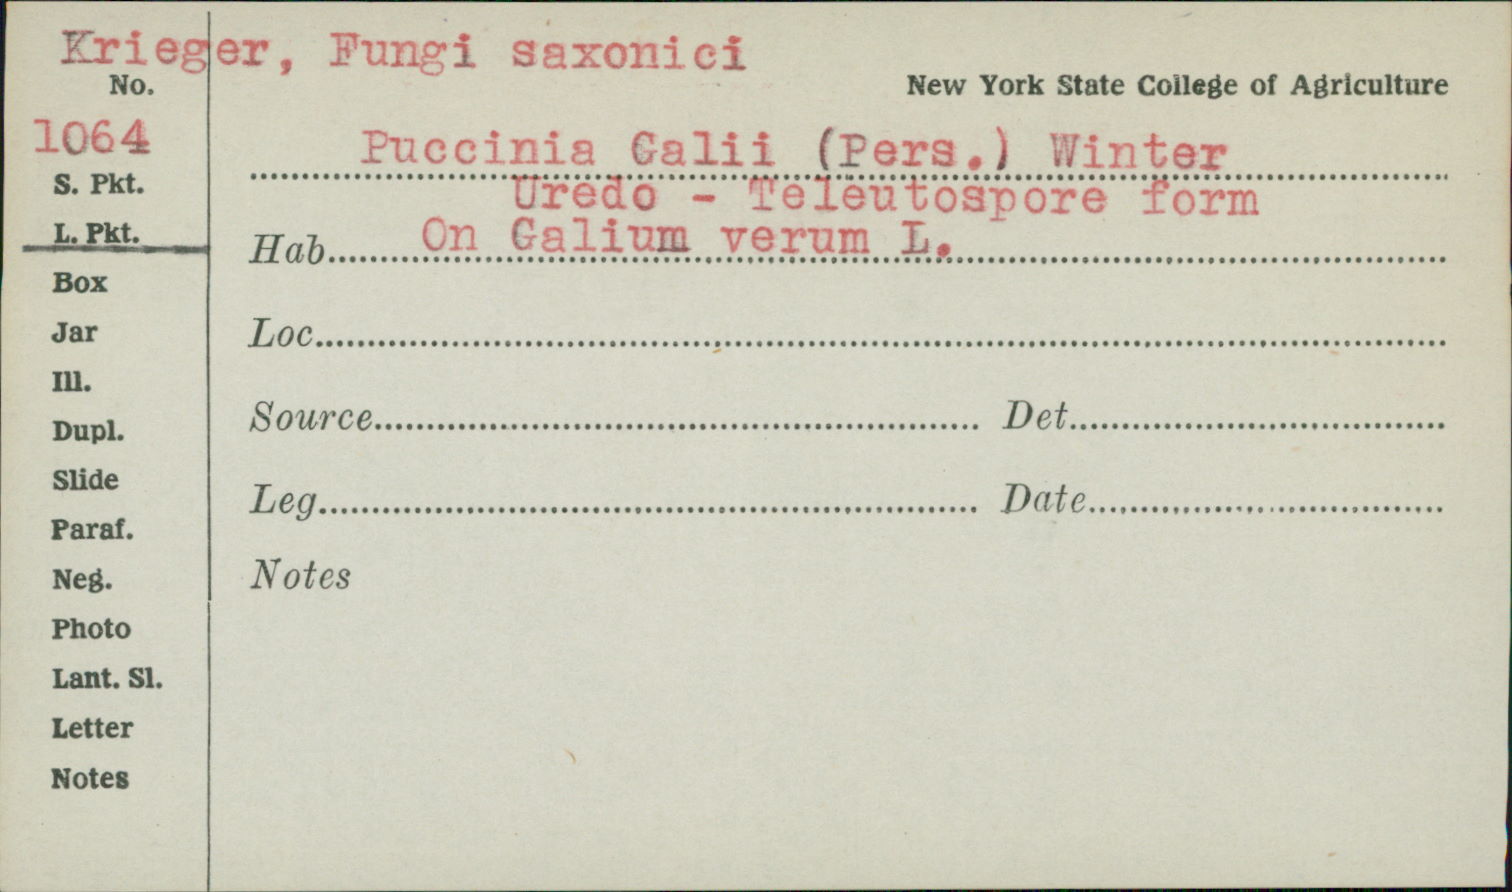 Krieger, Fungi saxonici
No.
New York State College of Agriculture
1064
Puccinia Galii (Pers.) Winter
S. Pkt.
Uredo - Teleutospore form
L. Pkt.
Hab. On Galium verum L.
Box
Jar
Loc.
Ill.
Source. Det.
Dupl.
Slide
Leg. Date.
Paraf.
Neg.
Notes
Photo
Lant. Sl.
Letter
Notes